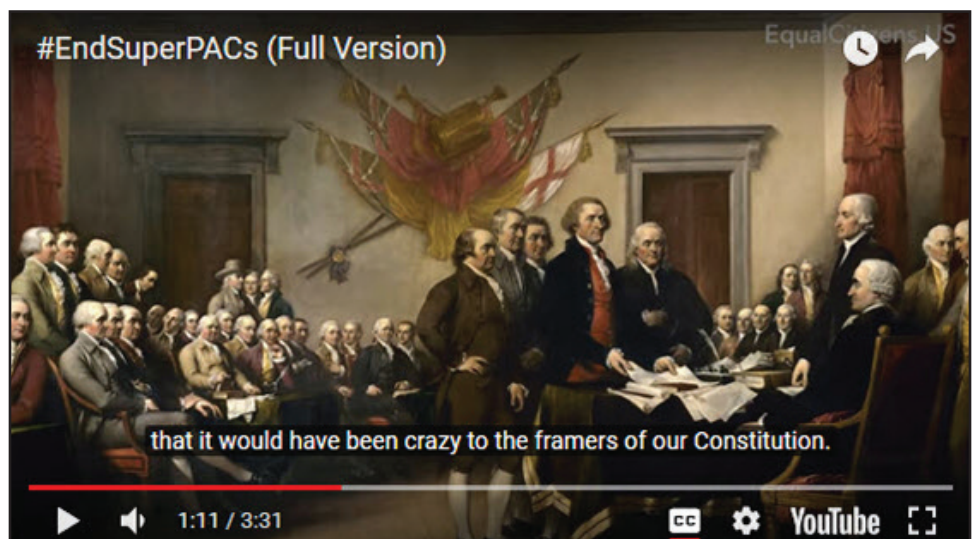 #EndSuperPACs (Full Version)
EqualCitizens.US
that it would have been crazy to the framers of our Constitution.
1:11 / 3:31
CC
YouTube